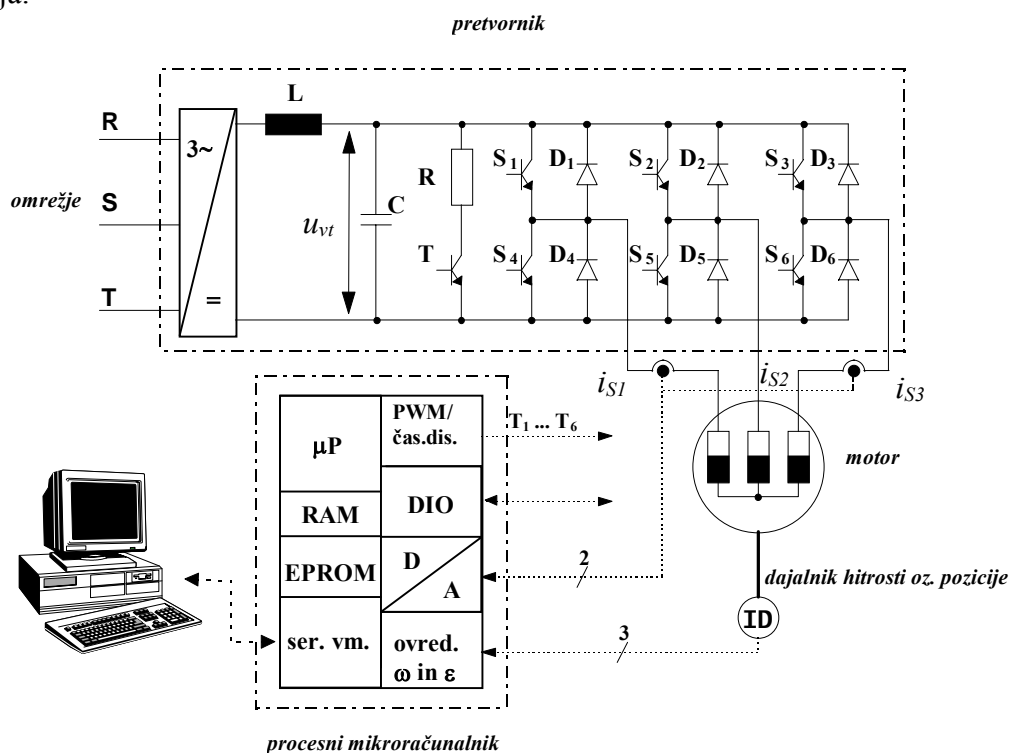 ja.
pretvornik
L
R
3~
S₁ D₁ S₂ D₂ S₃ D₃
R
omrežje
S
u_vt
C
T S₄ D₄ S₅ D₅ S₆ D₆
T
=
i_S1 i_S2 i_S3
PWM/
čas.dis.
T₁ ... T₆
μP
motor
RAM
DIO
EPROM
D
A
2
dajalnik hitrosti oz. pozicije
ID
ser. vm.
ovred.
ω in ε
3
procesni mikroračunalnik